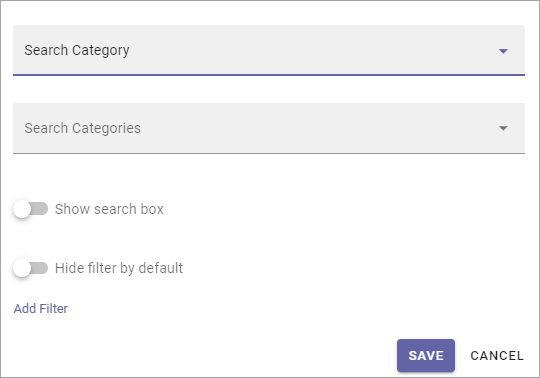 Search Category
Search Categories
Show search box
Hide filter by default
Add Filter
SAVE CANCEL